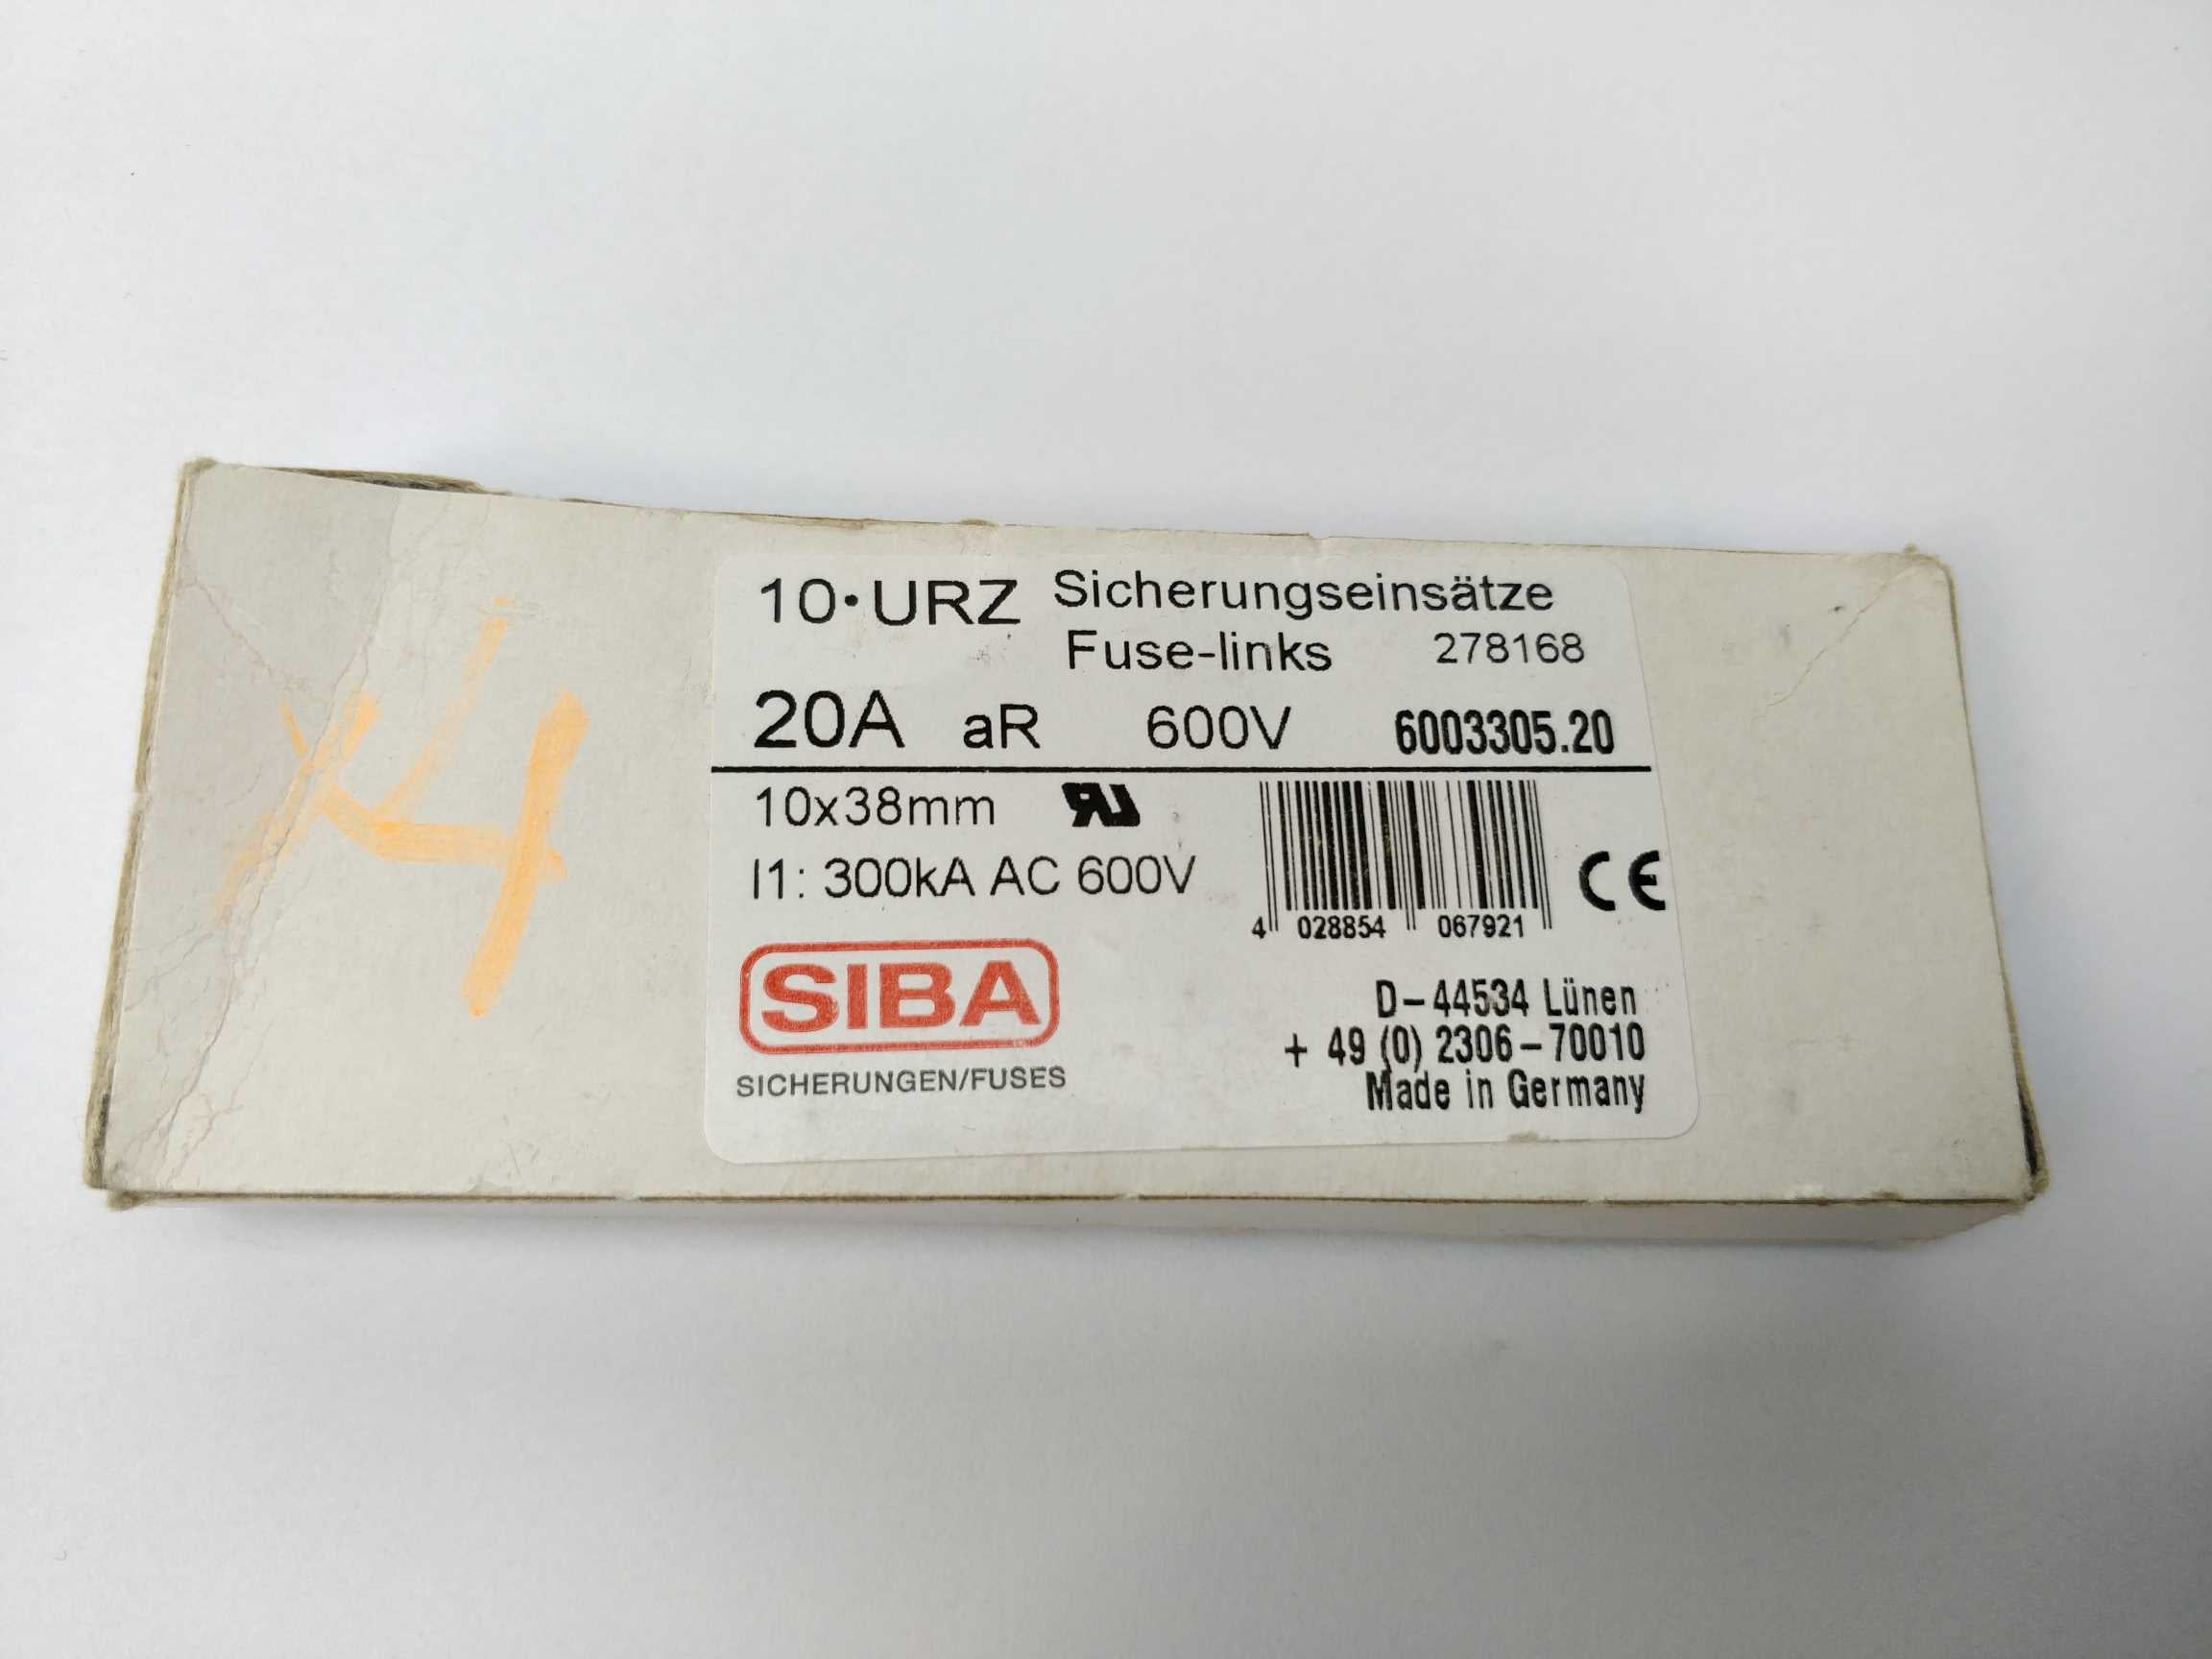 x4
10·URZ Sicherungseinsätze
Fuse-links 278168
20A aR 600V 6003305.20
10x38mm
I1: 300kA AC 600V
4 028854 067921
CE
SIBA
SICHERUNGEN/FUSES
D-44534 Lünen
+ 49 (0) 2306-70010
Made in Germany